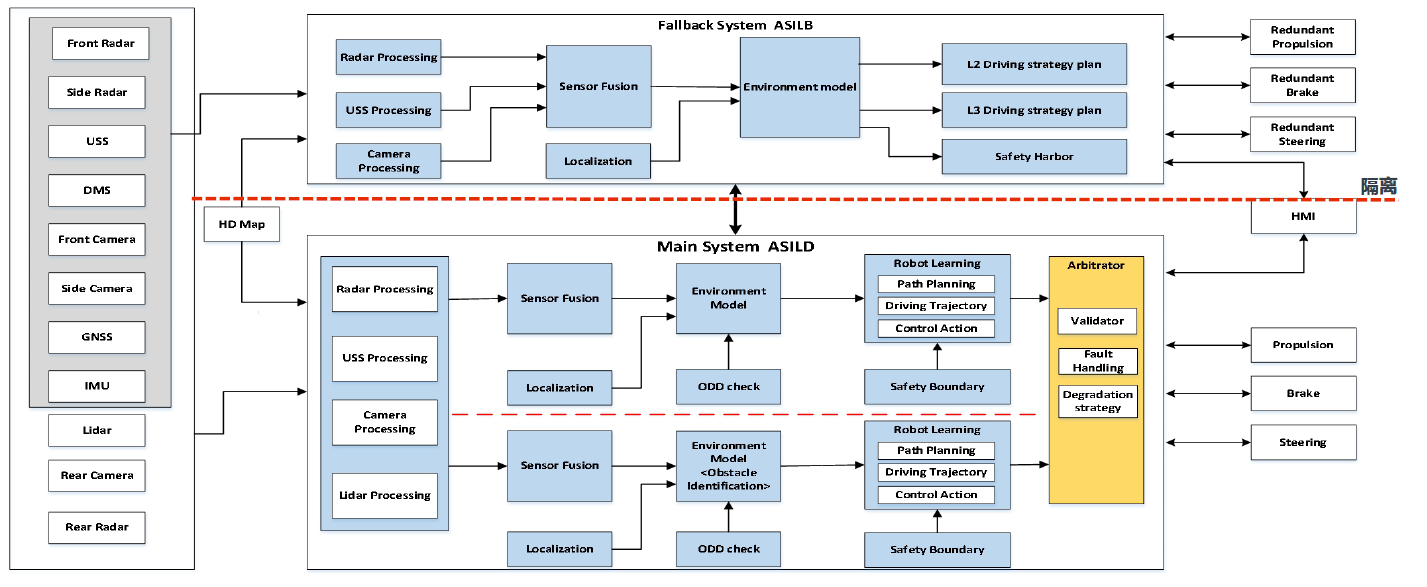 Front Radar
Side Radar
USS
DMS
Front Camera
Side Camera
GNSS
IMU
Lidar
Rear Camera
Rear Radar
HD Map
Fallback System ASILB
Radar Processing
USS Processing
Camera
Processing
Sensor Fusion
Localization
Environment model
L2 Driving strategy plan
L3 Driving strategy plan
Safety Harbor
Redundant
Propulsion
Redundant
Brake
Redundant
Steering
隔离
HMI
Main System ASILD
Radar Processing
USS Processing
Camera
Processing
Lidar Processing
Sensor Fusion
Localization
Environment
Model
ODD check
Robot Learning
Path Planning
Driving Trajectory
Control Action
Safety Boundary
Sensor Fusion
Localization
Environment
Model
<Obstacle
Identification>
ODD check
Robot Learning
Path Planning
Driving Trajectory
Control Action
Safety Boundary
Arbitrator
Validator
Fault
Handling
Degradation
strategy
Propulsion
Brake
Steering